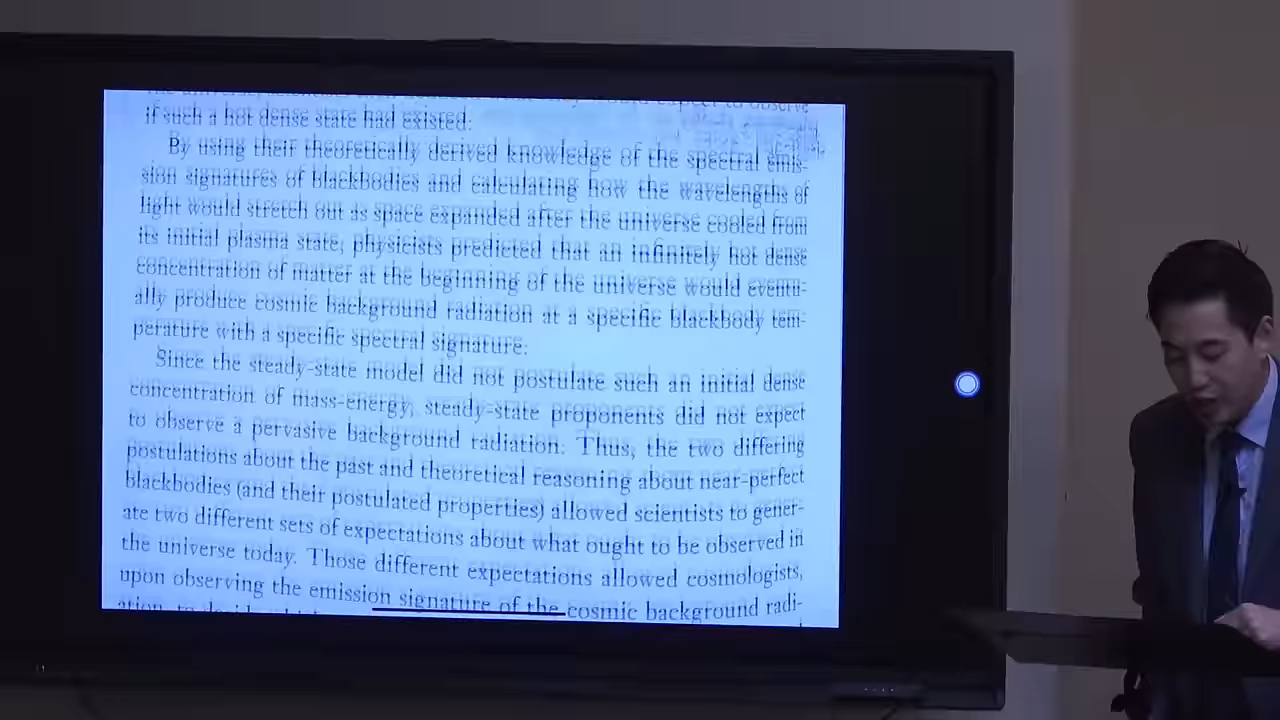 to observe
if such a hot dense state had existed.
By using their theoretically derived knowledge of the spectral emis-
sion signatures of blackbodies and calculating how the wavelengths of
light would stretch out as space expanded after the universe cooled from
its initial plasma state, physicists predicted that an infinitely hot dense
concentration of matter at the beginning of the universe would eventu-
ally produce cosmic background radiation at a specific blackbody tem-
perature with a specific spectral signature.
Since the steady-state model did not postulate such an initial dense
concentration of mass-energy, steady-state proponents did not expect
to observe a pervasive background radiation. Thus, the two differing
postulations about the past and theoretical reasoning about near-perfect
blackbodies (and their postulated properties) allowed scientists to gener-
ate two different sets of expectations about what ought to be observed in
the universe today. Those different expectations allowed cosmologists,
upon observing the emission signature of the cosmic background radi-